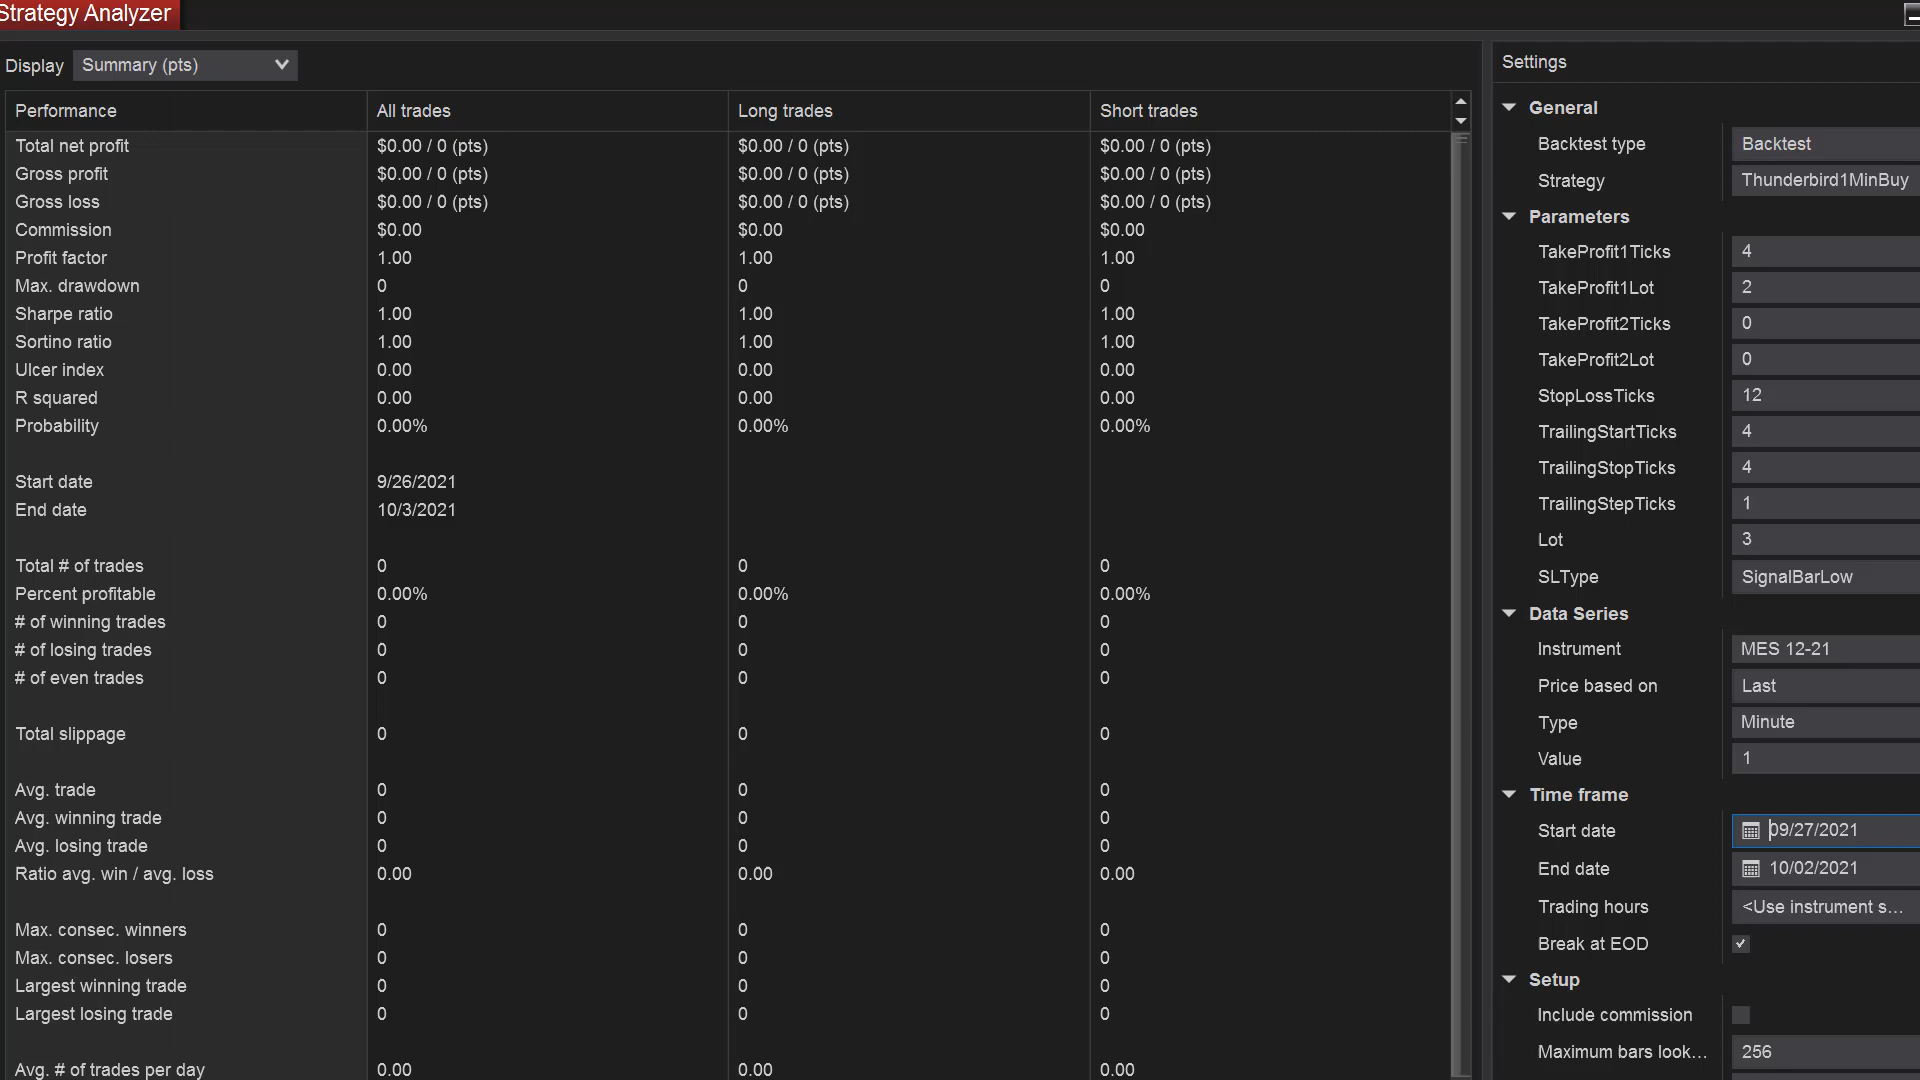 Strategy Analyzer
Display Summary (pts)
Performance All trades Long trades Short trades
Total net profit $0.00 / 0 (pts) $0.00 / 0 (pts) $0.00 / 0 (pts)
Gross profit $0.00 / 0 (pts) $0.00 / 0 (pts) $0.00 / 0 (pts)
Gross loss $0.00 / 0 (pts) $0.00 / 0 (pts) $0.00 / 0 (pts)
Commission $0.00 $0.00 $0.00
Profit factor 1.00 1.00 1.00
Max. drawdown 0 0 0
Sharpe ratio 1.00 1.00 1.00
Sortino ratio 1.00 1.00 1.00
Ulcer index 0.00 0.00 0.00
R squared 0.00 0.00 0.00
Probability 0.00% 0.00% 0.00%
Start date 9/26/2021
End date 10/3/2021
Total # of trades 0 0 0
Percent profitable 0.00% 0.00% 0.00%
# of winning trades 0 0 0
# of losing trades 0 0 0
# of even trades 0 0 0
Total slippage 0 0 0
Avg. trade 0 0 0
Avg. winning trade 0 0 0
Avg. losing trade 0 0 0
Ratio avg. win / avg. loss 0.00 0.00 0.00
Max. consec. winners 0 0 0
Max. consec. losers 0 0 0
Largest winning trade 0 0 0
Largest losing trade 0 0 0
Avg. # of trades per day 0.00 0.00 0.00
Settings
General
Backtest type Backtest
Strategy Thunderbird1MinBuy
Parameters
TakeProfit1Ticks 4
TakeProfit1Lot 2
TakeProfit2Ticks 0
TakeProfit2Lot 0
StopLossTicks 12
TrailingStartTicks 4
TrailingStopTicks 4
TrailingStepTicks 1
Lot 3
SLType SignalBarLow
Data Series
Instrument MES 12-21
Price based on Last
Type Minute
Value 1
Time frame
Start date 09/27/2021
End date 10/02/2021
Trading hours <Use instrument s...
Break at EOD
Setup
Include commission
Maximum bars look... 256